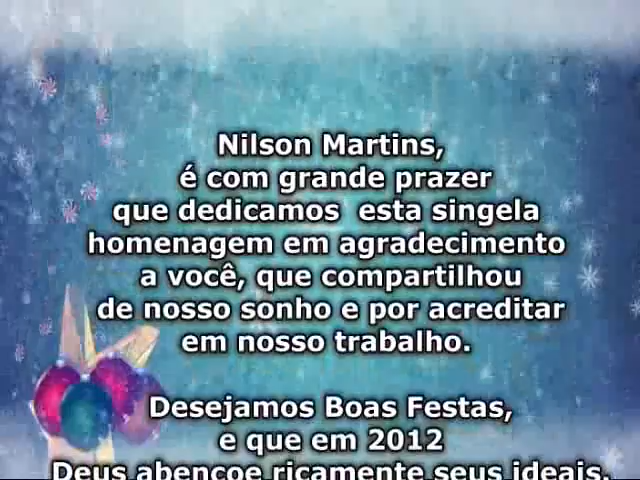 Nilson Martins,
é com grande prazer
que dedicamos esta singela
homenagem em agradecimento
a você, que compartilhou
de nosso sonho e por acreditar
em nosso trabalho.
Desejamos Boas Festas,
e que em 2012
Deus abençoe ricamente seus ideais.